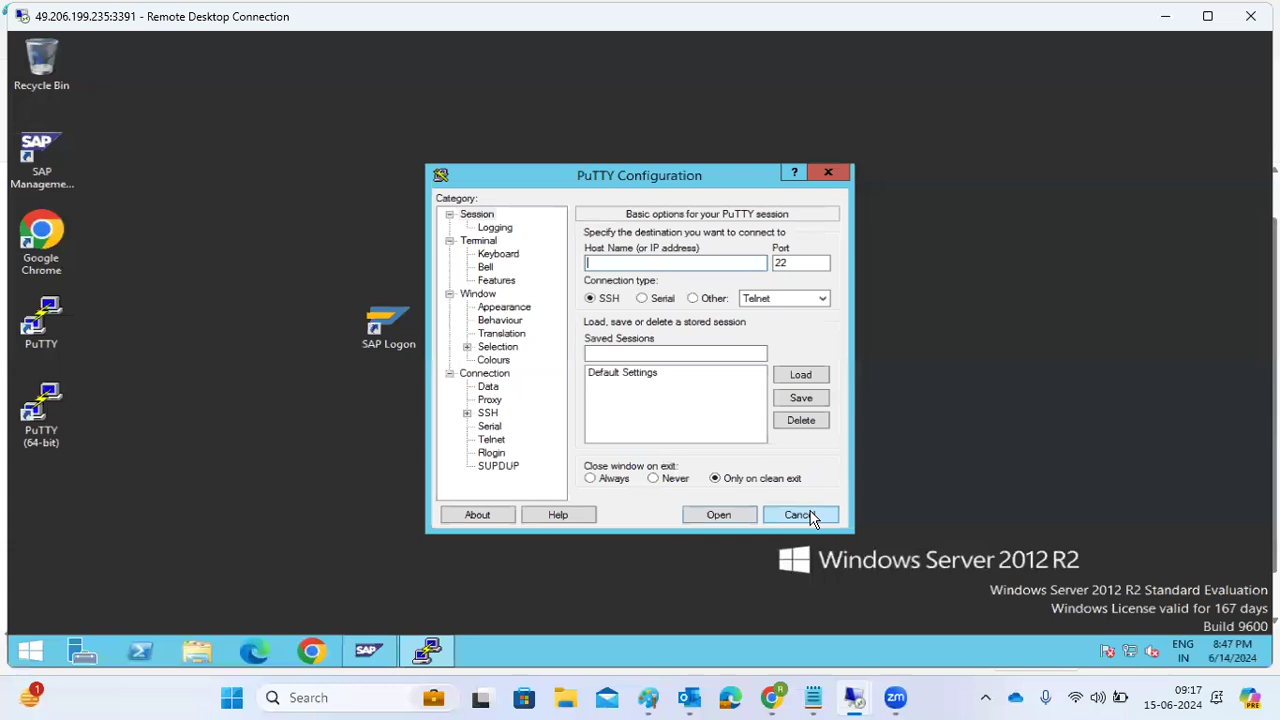 49.206.199.235:3391 - Remote Desktop Connection
Recycle Bin
SAP
SAP
Manageme...
Google
Chrome
PuTTY
PuTTY
(64-bit)
SAP Logon
PuTTY Configuration
?
Category:
Session
Logging
Terminal
Keyboard
Bell
Features
Window
Appearance
Behaviour
Translation
Selection
Colours
Connection
Data
Proxy
SSH
Serial
Telnet
Rlogin
SUPDUP
Basic options for your PuTTY session
Specify the destination you want to connect to
Host Name (or IP address) Port
22
Connection type:
SSH Serial Other: Telnet
Load, save or delete a stored session
Saved Sessions
Default Settings
Load
Save
Delete
Close window on exit:
Always Never Only on clean exit
About Help Open Cancel
Windows Server 2012 R2
Windows Server 2012 R2 Standard Evaluation
Windows License valid for 167 days
Build 9600
SAP
ENG 8:47 PM
IN 6/14/2024
1
Search
R
zm
09:17
15-06-2024
PRE